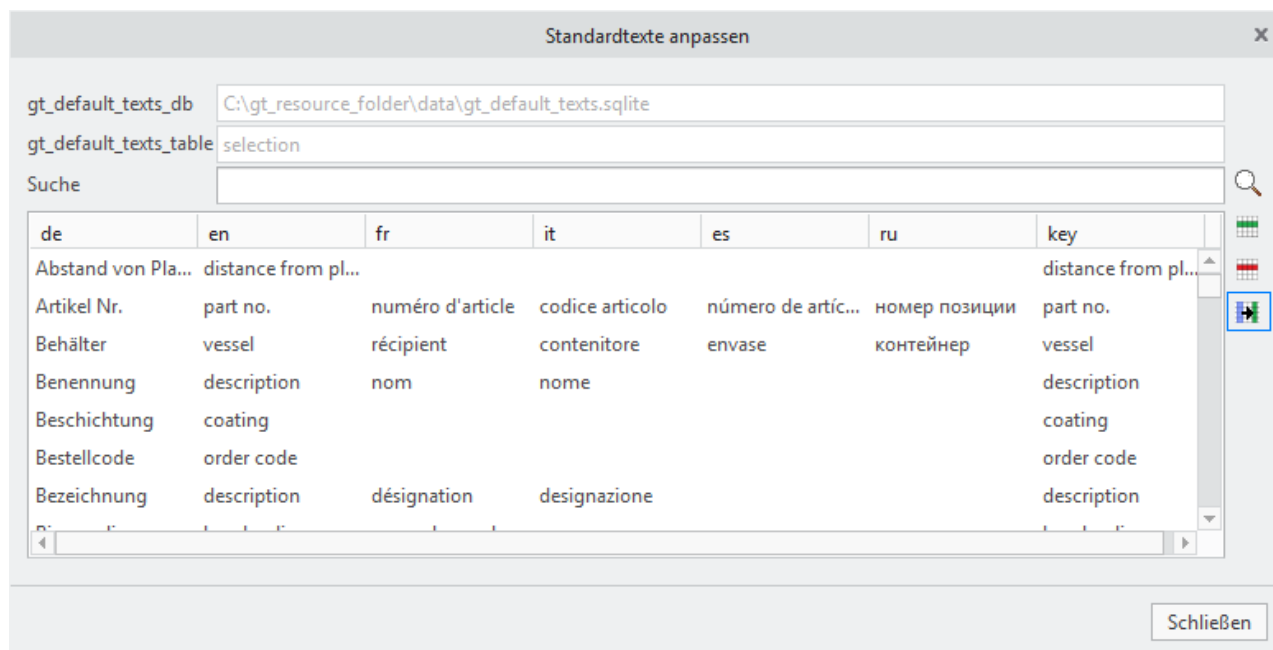 Standardtexte anpassen
gt_default_texts_db C:\gt_resource_folder\data\gt_default_texts.sqlite
gt_default_texts_table selection
Suche
de en fr it es ru key
Abstand von Pla... distance from pl... distance from pl...
Artikel Nr. part no. numéro d'article codice articolo número de artíc... номер позиции part no.
Behälter vessel récipient contenitore envase контейнер vessel
Benennung description nom nome description
Beschichtung coating coating
Bestellcode order code order code
Bezeichnung description désignation designazione description
Schließen